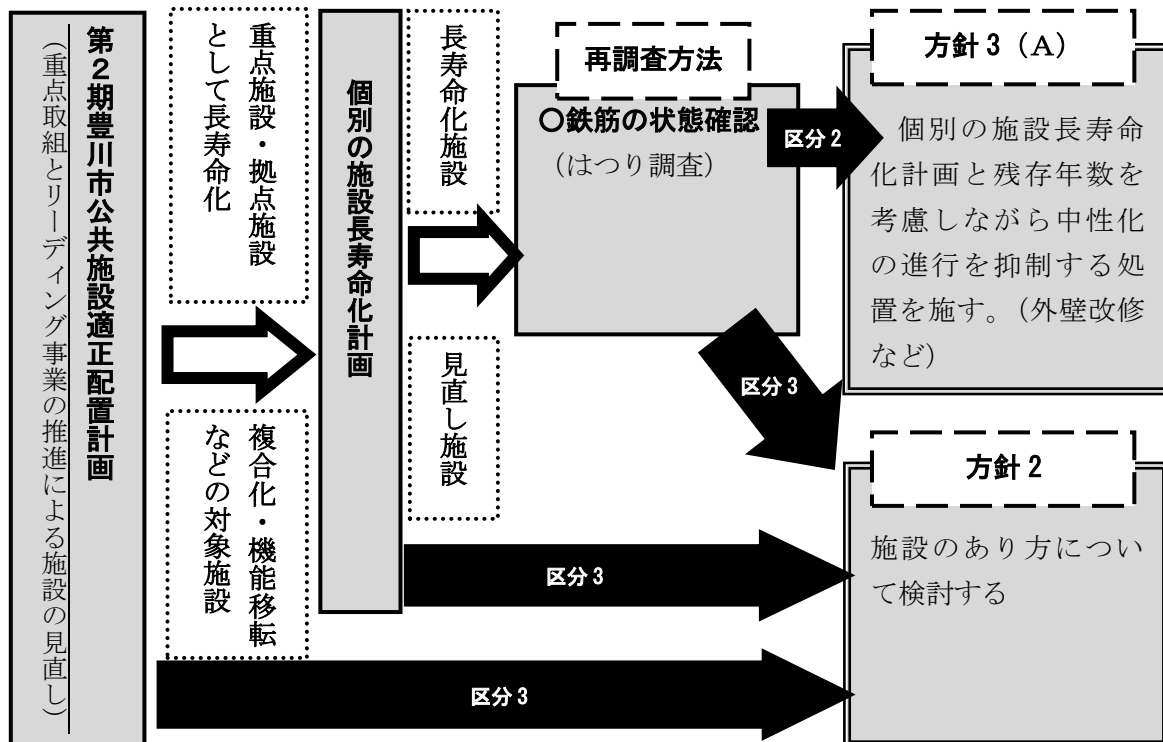 第２期豊川市公共施設適正配置計画
（重点取組とリーディング事業の推進による施設の見直し）
重点施設・拠点施設
として長寿命化
複合化・機能移転
などの対象施設
個別の施設長寿命化計画
長寿命化施設
見直し施設
再調査方法
〇鉄筋の状態確認
（はつり調査）
区分２
区分３
区分３
区分３
方針３（A）
個別の施設長寿命
化計画と残存年数を
考慮しながら中性化
の進行を抑制する処
置を施す。（外壁改修
など）
方針２
施設のあり方につい
て検討する